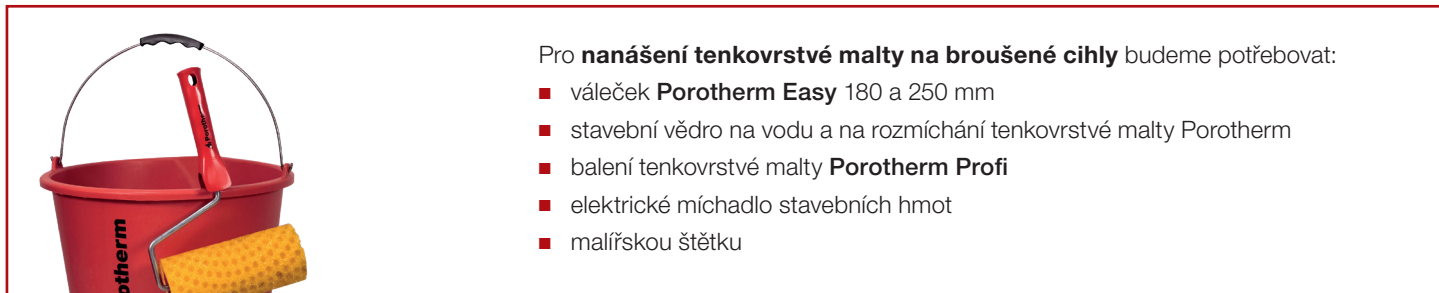 Pro nanášení tenkovrstvé malty na broušené cihly budeme potřebovat:
váleček Porotherm Easy 180 a 250 mm
stavební vědro na vodu a na rozmíchání tenkovrstvé malty Porotherm
balení tenkovrstvé malty Porotherm Profi
elektrické míchadlo stavebních hmot
malířskou štětku
Porotherm
otherm